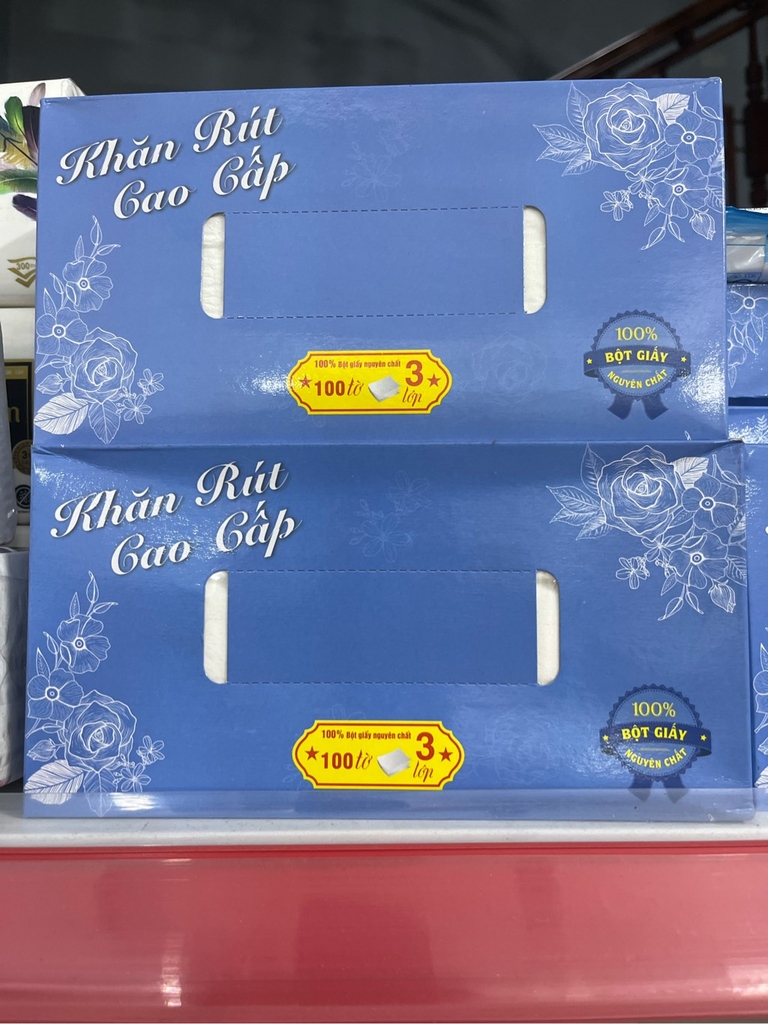 Khăn Rút
Cao Cấp
100% Bột giấy nguyên chất
100 tờ
3 lớp
100%
BỘT GIẤY
NGUYÊN CHẤT
Khăn Rút
Cao Cấp
100% Bột giấy nguyên chất
100 tờ
3 lớp
100%
BỘT GIẤY
NGUYÊN CHẤT
300